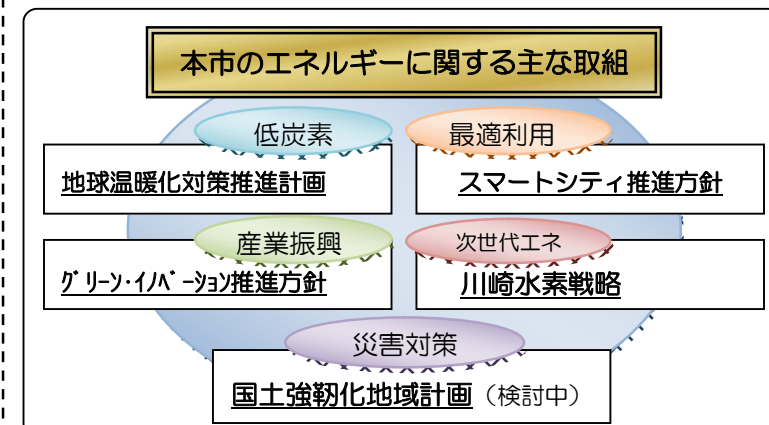 本市のエネルギーに関する主な取組
低炭素
地球温暖化対策推進計画
最適利用
スマートシティ推進方針
産業振興
グリーン・イノベーション推進方針
次世代エネ
川崎水素戦略
災害対策
国土強靭化地域計画（検討中）